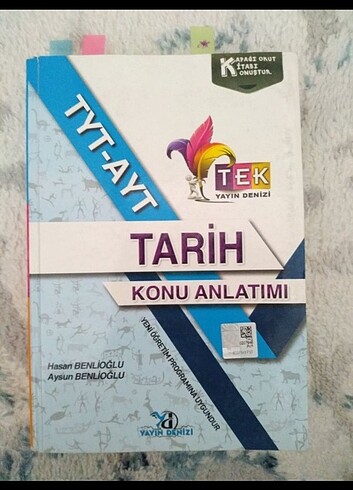 KAPAĞI OKUT
KİTABI
KONUŞTUR.
TYT-AYT
TEK
YAYIN DENİZİ
TARİH
KONU ANLATIMI
Hasan BENLİOĞLU
Aysun BENLİOĞLU
YENİ ÖĞRETİM PROGRAMINA UYGUNDUR
YAYIN DENİZİ